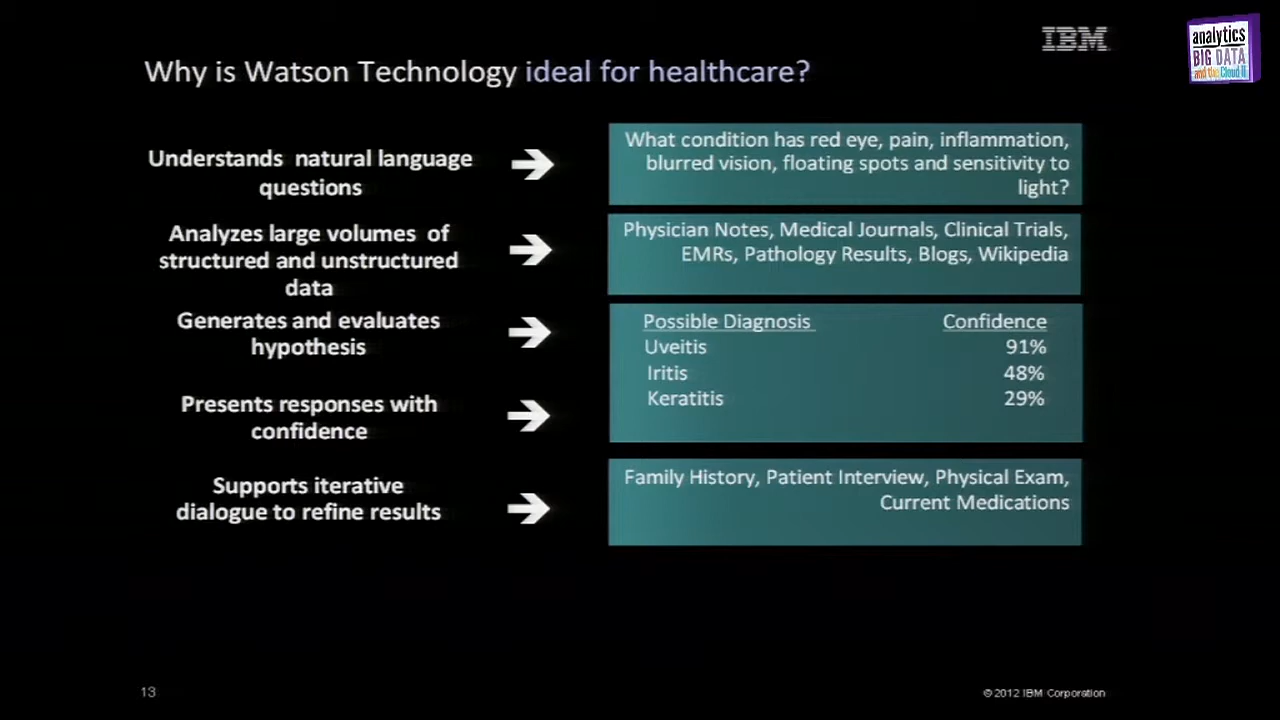 IBM
analytics
BIG DATA
and the Cloud II
Why is Watson Technology ideal for healthcare?
Understands natural language
questions
What condition has red eye, pain, inflammation,
blurred vision, floating spots and sensitivity to
light?
Analyzes large volumes of
structured and unstructured
data
Physician Notes, Medical Journals, Clinical Trials,
EMRs, Pathology Results, Blogs, Wikipedia
Generates and evaluates
hypothesis
Presents responses with
confidence
Possible Diagnosis Confidence
Uveitis 91%
Iritis 48%
Keratitis 29%
Supports iterative
dialogue to refine results
Family History, Patient Interview, Physical Exam,
Current Medications
13
© 2012 IBM Corporation